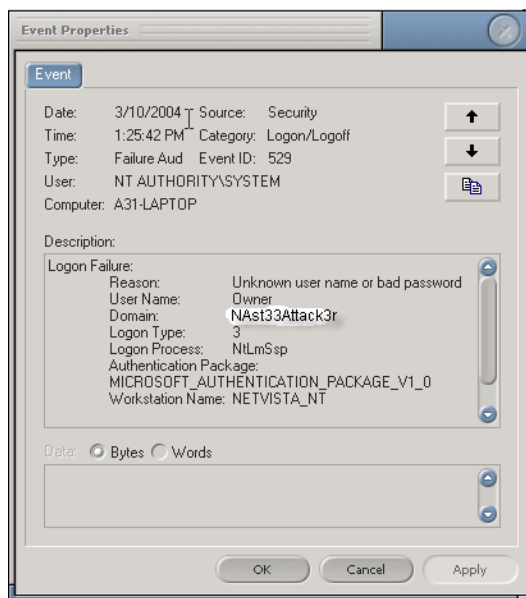 Event Properties
Event
Date: 3/10/2004 Source: Security
Time: 1:25:42 PM Category: Logon/Logoff
Type: Failure Aud Event ID: 529
User: NT AUTHORITY\SYSTEM
Computer: A31-LAPTOP
Description:
Logon Failure:
Reason: Unknown user name or bad password
User Name: Owner
Domain: NAst33Attack3r
Logon Type: 3
Logon Process: NtLmSsp
Authentication Package:
MICROSOFT_AUTHENTICATION_PACKAGE_V1_0
Workstation Name: NETVISTA_NT
Data: Bytes Words
OK Cancel Apply